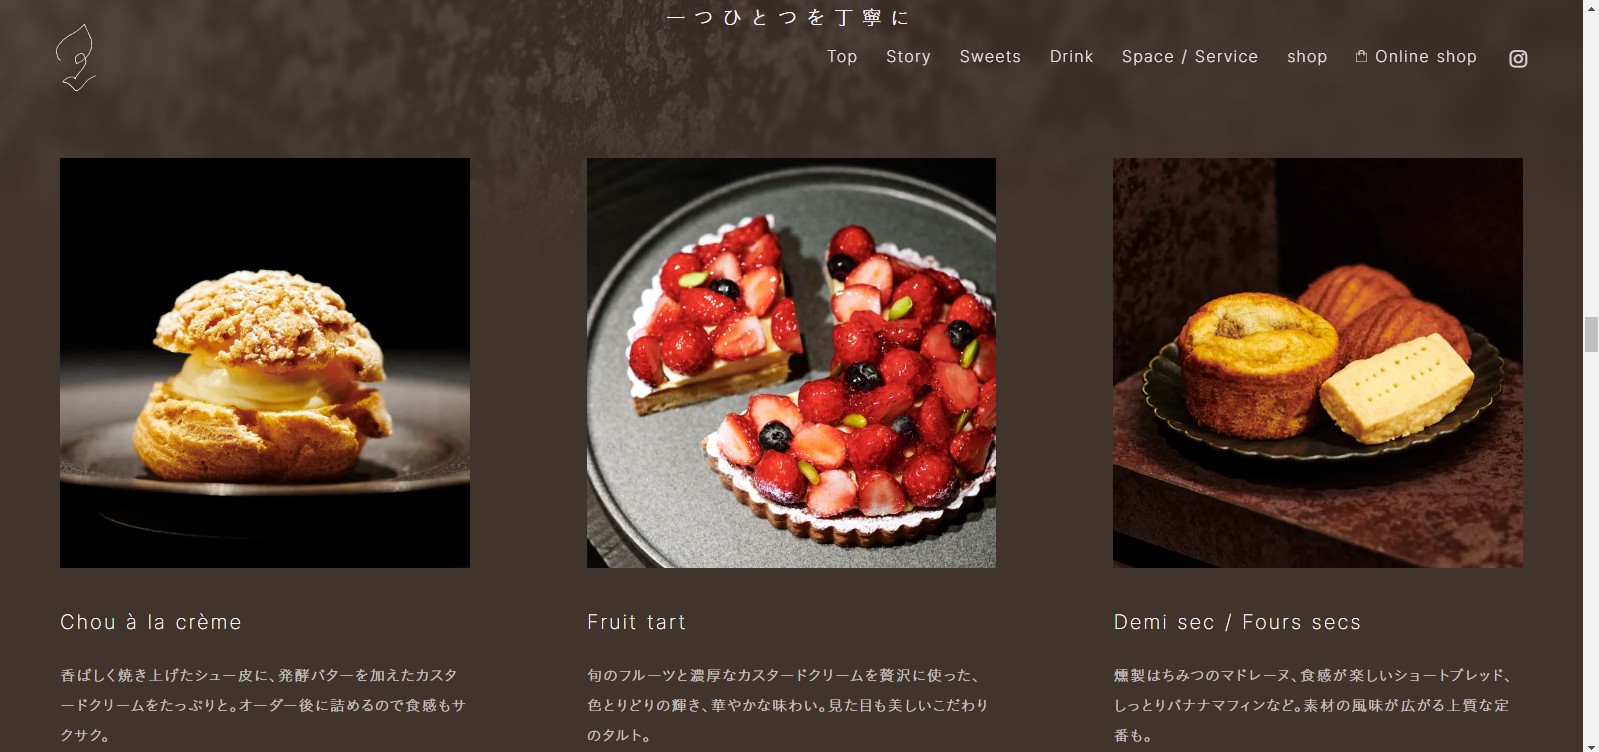 一つひとつを丁寧に
Top Story Sweets Drink Space / Service shop Online shop
Chou à la crème
香ばしく焼き上げたシュー皮に、発酵バターを加えたカスタ
ードクリームをたっぷりと。オーダー後に詰めるので食感もサ
クサク。
Fruit tart
旬のフルーツと濃厚なカスタードクリームを贅沢に使った、
色とりどりの輝き、華やかな味わい。見た目も美しいこだわり
のタルト。
Demi sec / Fours secs
燻製はちみつのマドレーヌ、食感が楽しいショートブレッド、
しっとりバナナマフィンなど。素材の風味が広がる上質な定
番も。